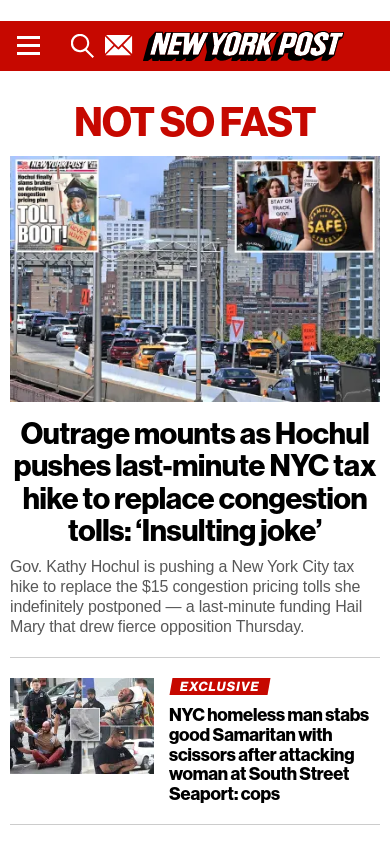 NEW YORK POST
NOT SO FAST
NEW YORK POST
Hochul finally
slams brakes
on destructive
congestion
pricing plan
TOLL
BOOT!
STAY ON
TRACK,
GOV!
FAMILIES
SAFE
STREETS
Outrage mounts as Hochul
pushes last-minute NYC tax
hike to replace congestion
tolls: ‘Insulting joke’
Gov. Kathy Hochul is pushing a New York City tax
hike to replace the $15 congestion pricing tolls she
indefinitely postponed — a last-minute funding Hail
Mary that drew fierce opposition Thursday.
EXCLUSIVE
NYC homeless man stabs
good Samaritan with
scissors after attacking
woman at South Street
Seaport: cops